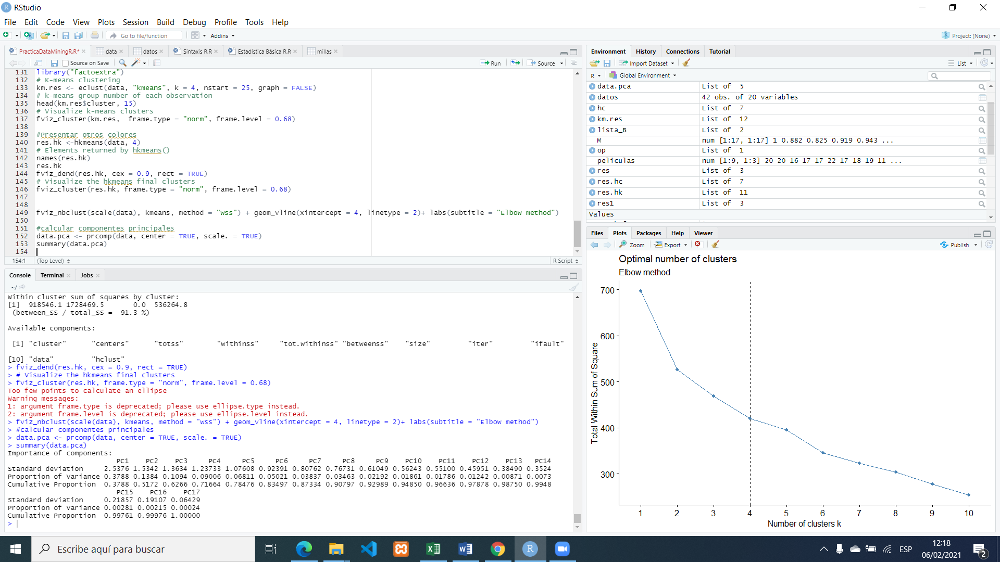 RStudio
File Edit Code View Plots Session Build Debug Profile Tools Help
Go to file/function Addins Project: (None)
PracticaDataMiningR.R* data datos Sintaxis R.R Estadística Básica R.R millas
Source on Save Run Source
131 library("factoextra")
132 # K-means clustering
133 km.res <- eclust(data, "kmeans", k = 4, nstart = 25, graph = FALSE)
134 # k-means group number of each observation
135 head(km.res$cluster, 15)
136 # Visualize k-means clusters
137 fviz_cluster(km.res,  frame.type = "norm", frame.level = 0.68)
138
139 #Presentar otros colores
140 res.hk <-hkmeans(data, 4)
141 # Elements returned by hkmeans()
142 names(res.hk)
143 res.hk
144 fviz_dend(res.hk, cex = 0.9, rect = TRUE)
145 # Visualize the hkmeans final clusters
146 fviz_cluster(res.hk, frame.type = "norm", frame.level = 0.68)
147
148
149 fviz_nbclust(scale(data), kmeans, method = "wss") + geom_vline(xintercept = 4, linetype = 2)+ labs(subtitle = "Elbow method")
150
151 #calcular componentes principales
152 data.pca <- prcomp(data, center = TRUE, scale. = TRUE)
153 summary(data.pca)
154
154:1 (Top Level) R Script
Console Terminal Jobs
~/
Within cluster sum of squares by cluster:
[1]  918546.1 1728469.5       0.0  536264.8
 (between_SS / total_SS =  91.3 %)
Available components:
 [1] "cluster"      "centers"      "totss"        "withinss"     "tot.withinss" "betweenss"    "size"         "iter"         "ifault"
[10] "data"         "hclust"
> fviz_dend(res.hk, cex = 0.9, rect = TRUE)
> # Visualize the hkmeans final clusters
> fviz_cluster(res.hk, frame.type = "norm", frame.level = 0.68)
Too few points to calculate an ellipse
Warning messages:
1: argument frame.type is deprecated; please use ellipse.type instead.
2: argument frame.level is deprecated; please use ellipse.level instead.
> fviz_nbclust(scale(data), kmeans, method = "wss") + geom_vline(xintercept = 4, linetype = 2)+ labs(subtitle = "Elbow method")
> #calcular componentes principales
> data.pca <- prcomp(data, center = TRUE, scale. = TRUE)
> summary(data.pca)
Importance of components:
PC1 PC2 PC3 PC4 PC5 PC6 PC7 PC8 PC9 PC10 PC11 PC12 PC13 PC14
Standard deviation 2.5376 1.5342 1.3634 1.23733 1.07608 0.92391 0.80762 0.76731 0.61049 0.56243 0.55100 0.45951 0.38490 0.3524
Proportion of Variance 0.3788 0.1384 0.1094 0.09006 0.06811 0.05021 0.03837 0.03463 0.02192 0.01861 0.01786 0.01242 0.00871 0.0073
Cumulative Proportion 0.3788 0.5172 0.6266 0.71664 0.78476 0.83497 0.87334 0.90797 0.92989 0.94850 0.96636 0.97878 0.98750 0.9948
PC15 PC16 PC17
Standard deviation 0.21857 0.19107 0.06429
Proportion of Variance 0.00281 0.00215 0.00024
Cumulative Proportion 0.99761 0.99976 1.00000
>
Environment History Connections Tutorial
Import Dataset List
R Global Environment
data.pca List of 5
datos 42 obs. of 20 variables
hc List of 7
km.res List of 12
lista_B List of 2
M num [1:17, 1:17] 1 0.882 0.825 0.919 0.943 ...
op List of 1
peliculas num [1:9, 1:3] 20 20 16 17 17 22 17 18 19 11 ...
res List of 3
res.hc List of 7
res.hk List of 11
res1 List of 3
Values
Files Plots Packages Help Viewer
Zoom Export Publish
Optimal number of clusters
Elbow method
Total Within Sum of Square
700
600
500
400
300
1 2 3 4 5 6 7 8 9 10
Number of clusters k
Escribe aquí para buscar
ESP
12:18
06/02/2021
2